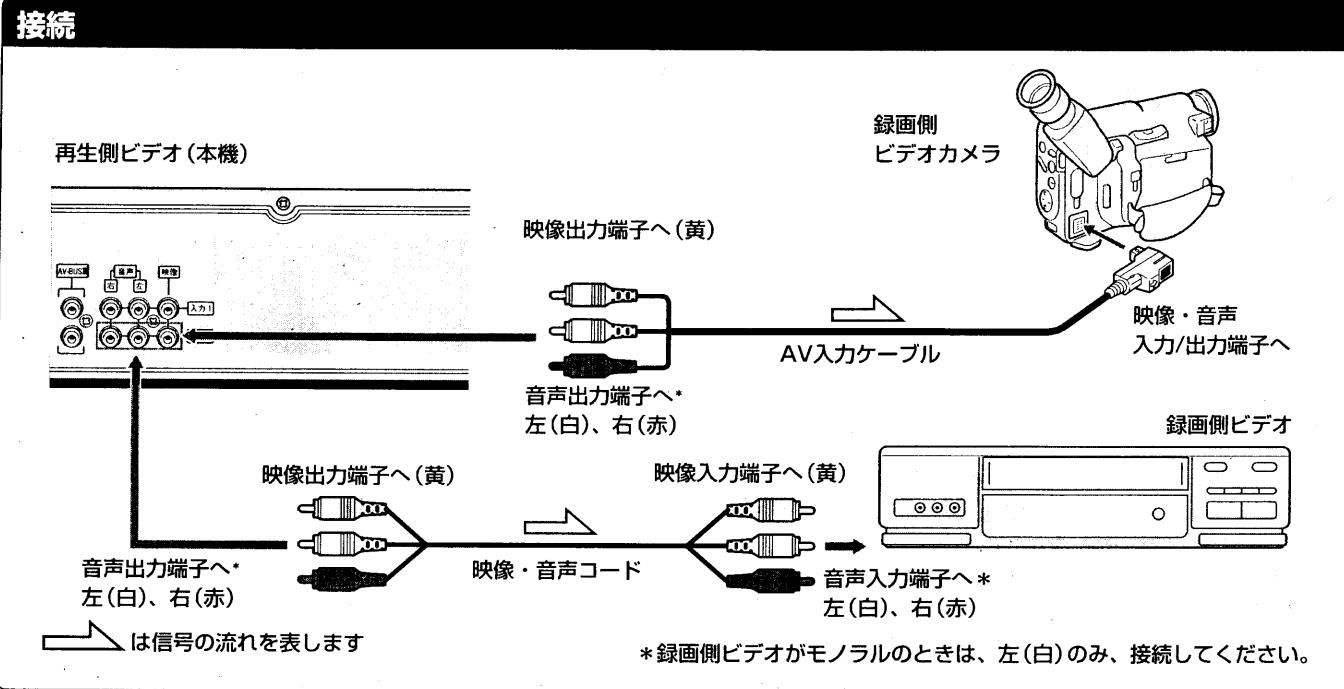 接続
再生側ビデオ(本機)
録画側
ビデオカメラ
映像出力端子へ(黄)
音声
映像
右
左
入力1
AV入力ケーブル
映像・音声
入力/出力端子へ
音声出力端子へ*
左(白)、右(赤)
録画側ビデオ
映像出力端子へ(黄)
映像入力端子へ(黄)
映像・音声コード
音声出力端子へ*
左(白)、右(赤)
音声入力端子へ*
左(白)、右(赤)
は信号の流れを表します
*録画側ビデオがモノラルのときは、左(白)のみ、接続してください。